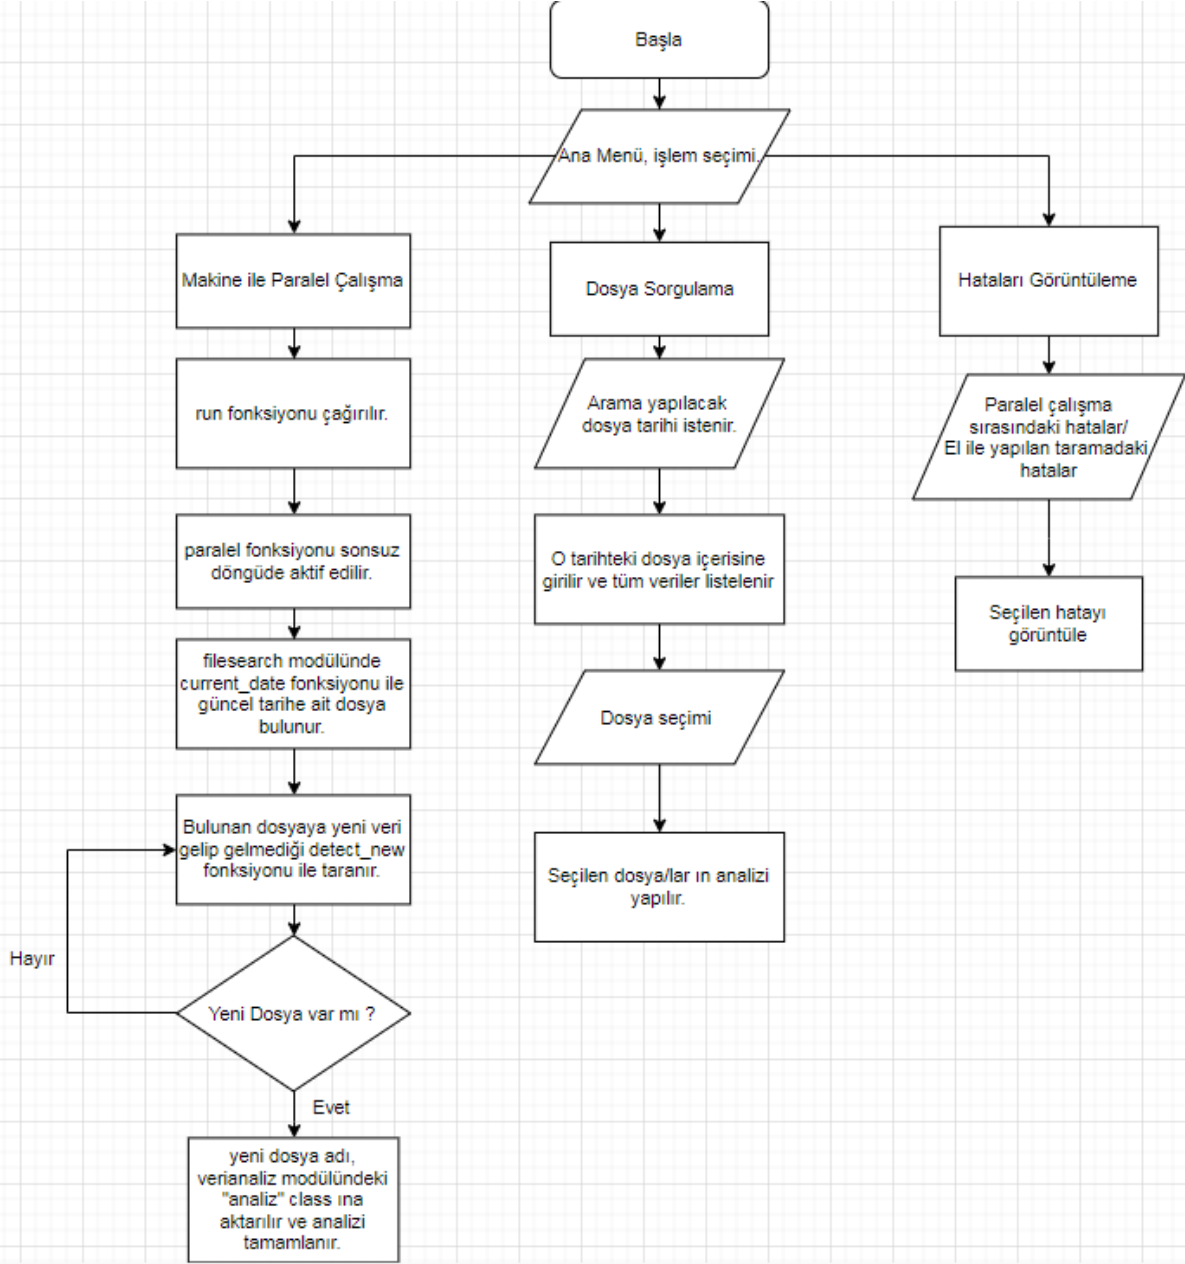 Başla
Ana Menü, işlem seçimi.
Makine ile Paralel Çalışma
run fonksiyonu çağırılır.
paralel fonksiyonu sonsuz
döngüde aktif edilir.
filesearch modülünde
current_date fonksiyonu ile
güncel tarihe ait dosya
bulunur.
Bulunan dosyaya yeni veri
gelip gelmediği detect_new
fonksiyonu ile taranır.
Hayır
Yeni Dosya var mı ?
Evet
yeni dosya adı,
verianaliz modülündeki
"analiz" class ına
aktarılır ve analizi
tamamlanır.
Dosya Sorgulama
Arama yapılacak
dosya tarihi istenir.
O tarihteki dosya içerisine
girilir ve tüm veriler listelenir
Dosya seçimi
Seçilen dosya/lar ın analizi
yapılır.
Hataları Görüntüleme
Paralel çalışma
sırasındaki hatalar/
El ile yapılan taramadaki
hatalar
Seçilen hatayı
görüntüle